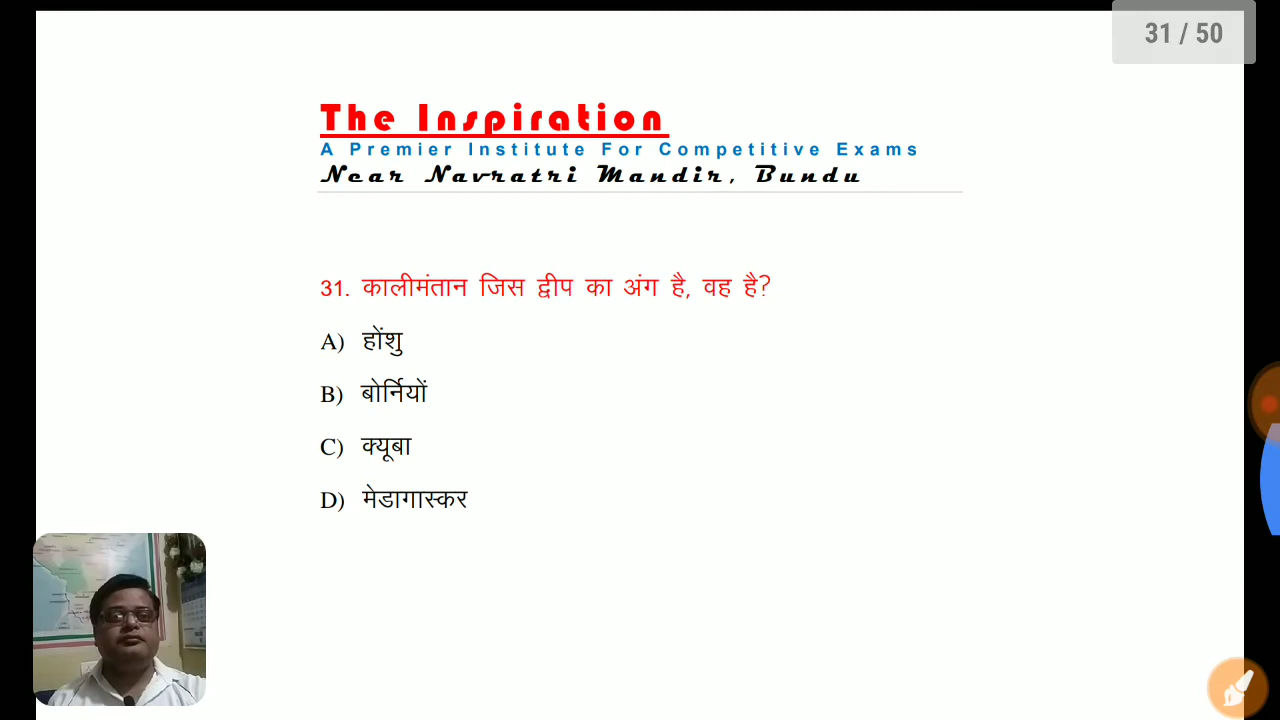 31 / 50
The Inspiration
A Premier Institute For Competitive Exams
Near Navratri Mandir, Bundu
31. कालीमंतान जिस द्वीप का अंग है, वह है?
A) होंशु
B) बोर्नियों
C) क्यूबा
D) मेडागास्कर